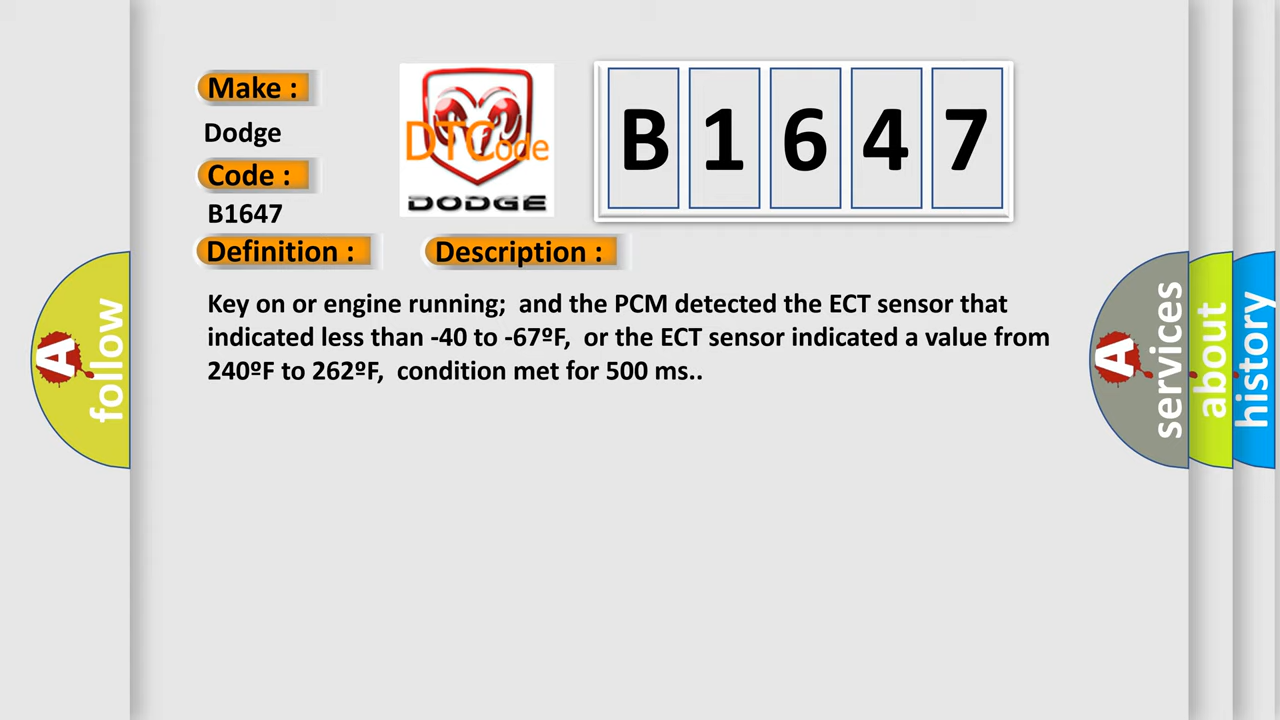 Make :
Dodge
Code :
B1647
DTCode
DODGE
B 1 6 4 7
Definition :
Description :
Key on or engine running; and the PCM detected the ECT sensor that
indicated less than -40 to -67ºF, or the ECT sensor indicated a value from
240ºF to 262ºF, condition met for 500 ms..
A follow
A services
about
history